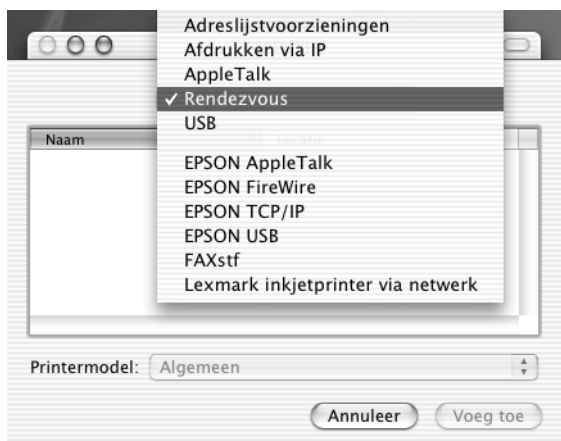 Adreslijstvoorzieningen
Afdrukken via IP
AppleTalk
✓ Rendezvous
USB
Naam Locatie
EPSON AppleTalk
EPSON FireWire
EPSON TCP/IP
EPSON USB
FAXstf
Lexmark inkjetprinter via netwerk
Printermodel: Algemeen
Annuleer Voeg toe